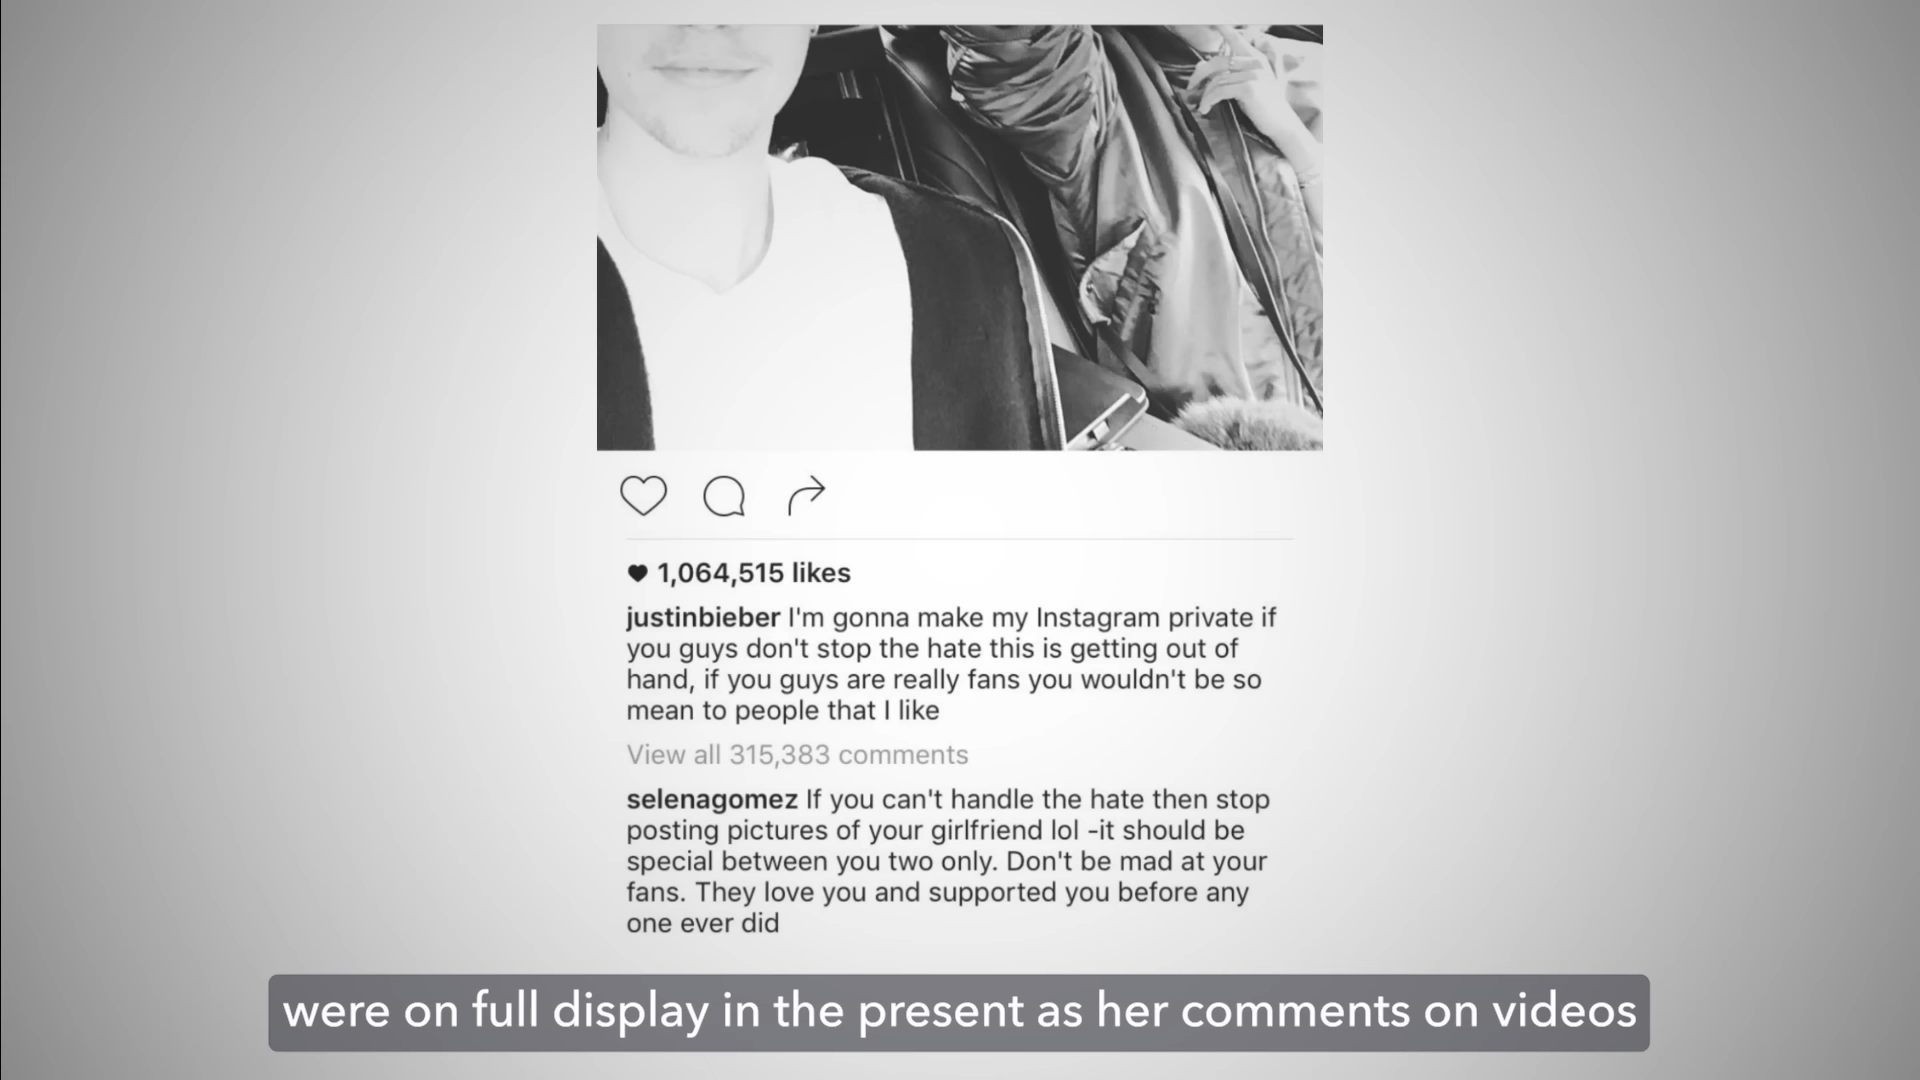 1,064,515 likes
justinbieber I'm gonna make my Instagram private if
you guys don't stop the hate this is getting out of
hand, if you guys are really fans you wouldn't be so
mean to people that I like
View all 315,383 comments
selenagomez If you can't handle the hate then stop
posting pictures of your girlfriend lol -it should be
special between you two only. Don't be mad at your
fans. They love you and supported you before any
one ever did
were on full display in the present as her comments on videos